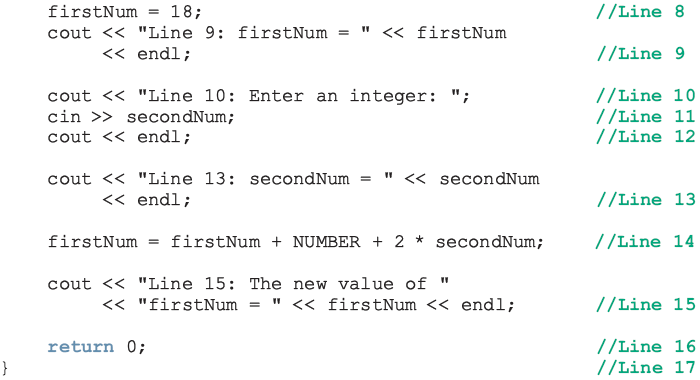 firstNum = 18; //Line 8
cout << "Line 9: firstNum = " << firstNum
<< endl; //Line 9
cout << "Line 10: Enter an integer: "; //Line 10
cin >> secondNum; //Line 11
cout << endl; //Line 12
cout << "Line 13: secondNum = " << secondNum
<< endl; //Line 13
firstNum = firstNum + NUMBER + 2 * secondNum; //Line 14
cout << "Line 15: The new value of "
<< "firstNum = " << firstNum << endl; //Line 15
return 0; //Line 16
} //Line 17